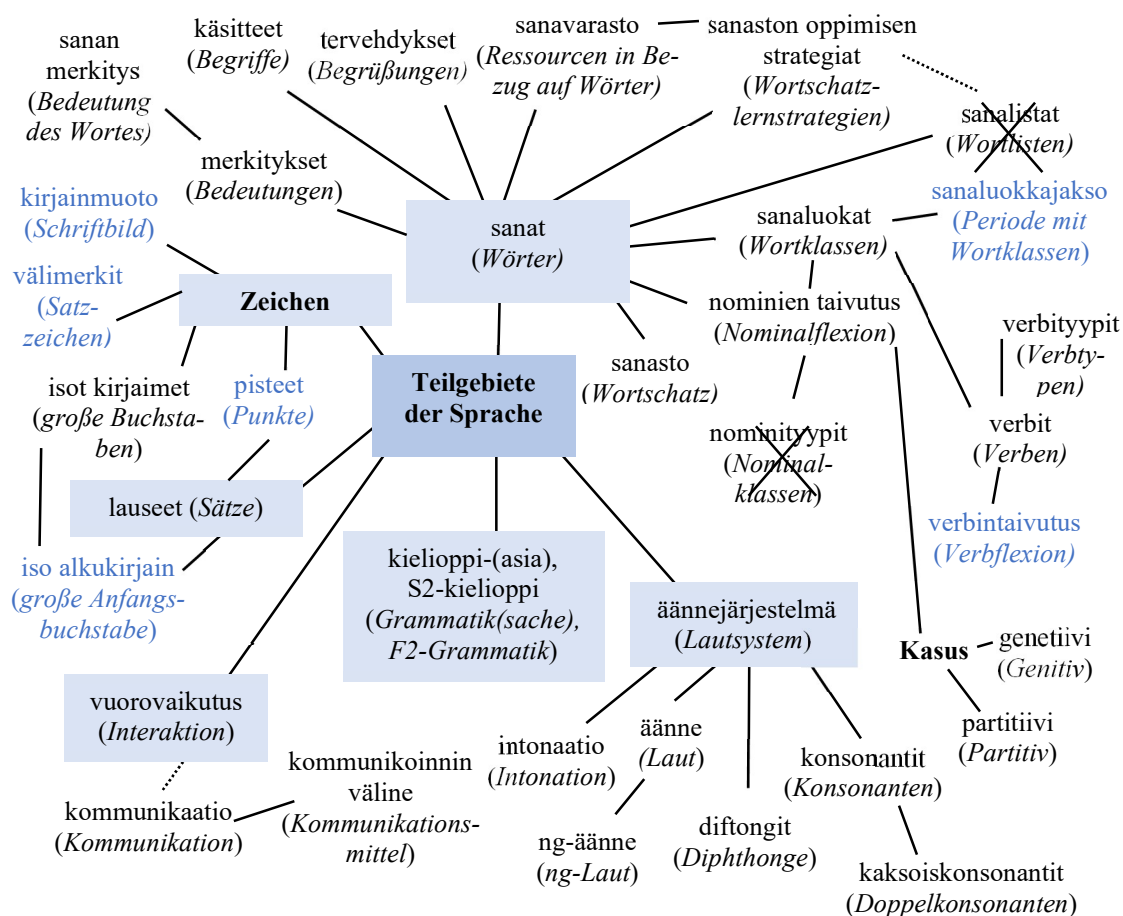 sanan
merkitys
(Bedeutung
des Wortes)
käsitteet
(Begriffe)
tervehdykset
(Begrüßungen)
sanavarasto
(Ressourcen in Be-
zug auf Wörter)
sanaston oppimisen
strategiat
(Wortschatz-
lernstrategien)
sanalistat
(Wortlisten)
merkitykset
(Bedeutungen)
kirjainmuoto
(Schriftbild)
sanat
(Wörter)
sanaluokat
(Wortklassen)
sanaluokkajakso
(Periode mit
Wortklassen)
välimerkit
(Satz-
zeichen)
Zeichen
nominien taivutus
(Nominalflexion)
verbityypit
(Verbty-
pen)
isot kirjaimet
(große Buchsta-
ben)
pisteet
(Punkte)
Teilgebiete
der Sprache
sanasto
(Wortschatz)
nominityypit
(Nominal-
klassen)
verbit
(Verben)
lauseet (Sätze)
verbintaivutus
(Verbflexion)
iso alkukirjain
(große Anfangs-
buchstabe)
kielioppi-(asia),
S2-kielioppi
(Grammatik(sache),
F2-Grammatik)
äännejärjestelmä
(Lautsystem)
Kasus
genetiivi
(Genitiv)
partitiivi
(Partitiv)
vuorovaikutus
(Interaktion)
intonaatio
(Intonation)
äänne
(Laut)
konsonantit
(Konsonanten)
kommunikaatio
(Kommunikation)
kommunikoinnin
väline
(Kommunikations-
mittel)
ng-äänne
(ng-Laut)
diftongit
(Diphthonge)
kaksoiskonsonantit
(Doppelkonsonanten)